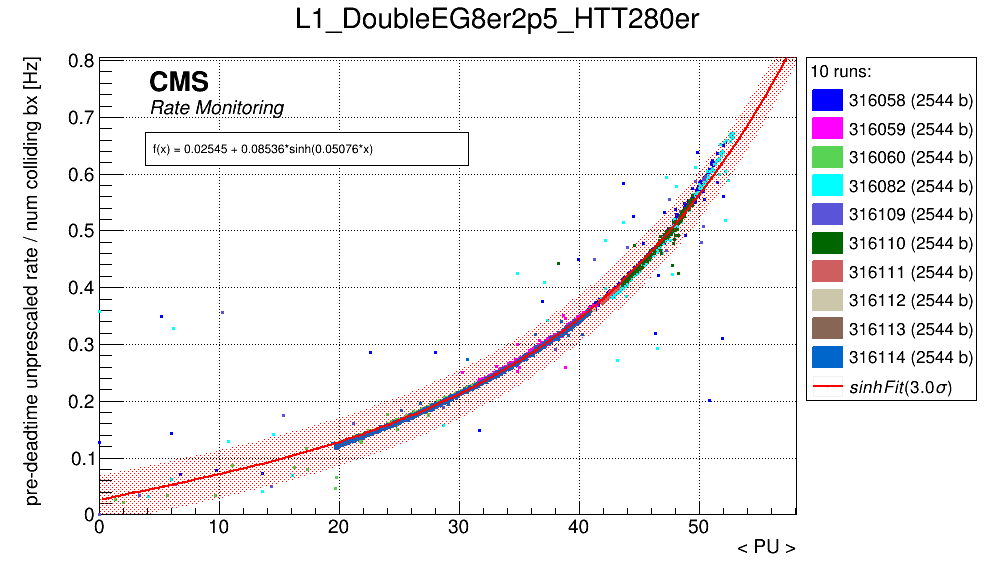 L1_DoubleEG8er2p5_HTT280er
pre-deadtime unprescaled rate / num colliding bx [Hz]
0.8
0.7
0.6
0.5
0.4
0.3
0.2
0.1
0
CMS
Rate Monitoring
f(x) = 0.02545 + 0.08536*sinh(0.05076*x)
0 10 20 30 40 50
< PU >
10 runs:
316058 (2544 b)
316059 (2544 b)
316060 (2544 b)
316082 (2544 b)
316109 (2544 b)
316110 (2544 b)
316111 (2544 b)
316112 (2544 b)
316113 (2544 b)
316114 (2544 b)
sinhFit(3.0σ)